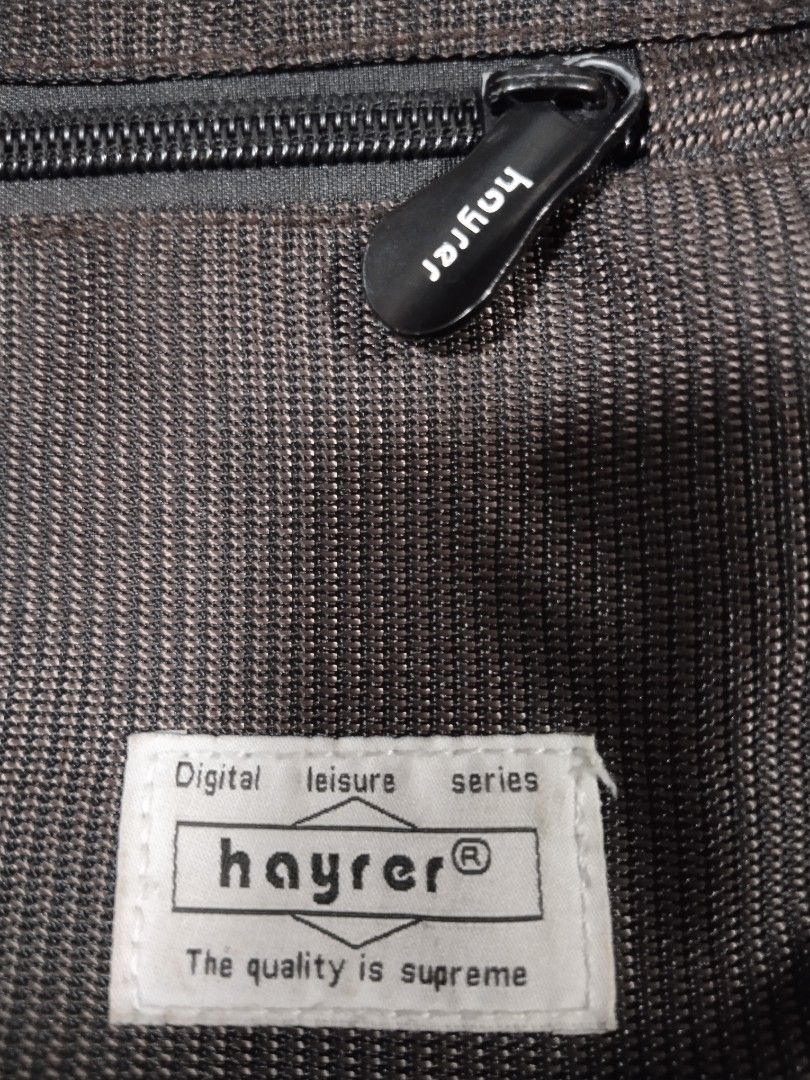 hayrer
Digital leisure series
hayrer®
The quality is supreme